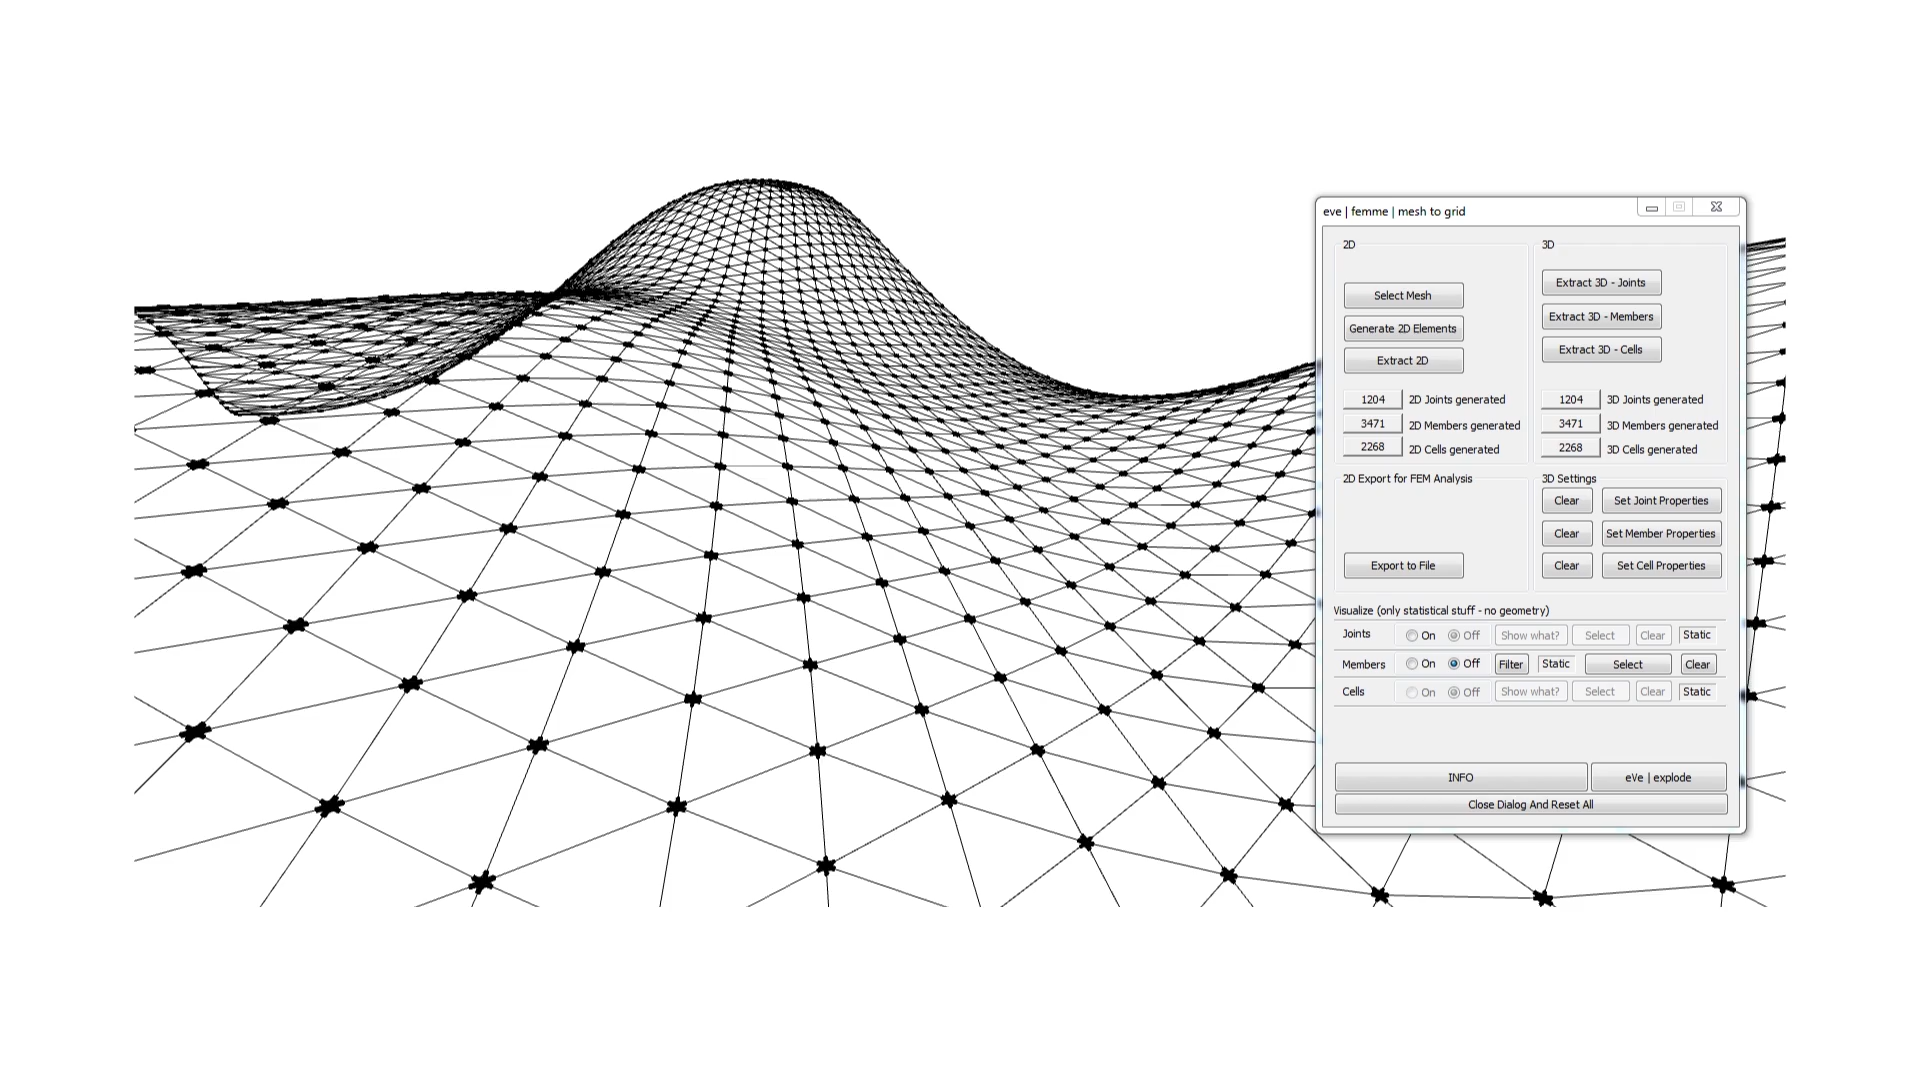 eve | femme | mesh to grid
2D
Select Mesh
Generate 2D Elements
Extract 2D
1204 2D Joints generated
3471 2D Members generated
2268 2D Cells generated
3D
Extract 3D - Joints
Extract 3D - Members
Extract 3D - Cells
1204 3D Joints generated
3471 3D Members generated
2268 3D Cells generated
2D Export for FEM Analysis
Export to File
3D Settings
Clear Set Joint Properties
Clear Set Member Properties
Clear Set Cell Properties
Visualize (only statistical stuff - no geometry)
Joints On Off Show what? Select Clear Static
Members On Off Filter Static Select Clear
Cells On Off Show what? Select Clear Static
INFO eVe | explode
Close Dialog And Reset All